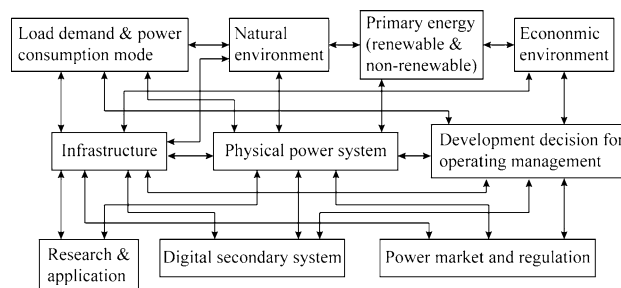 Load demand & power
consumption mode
Natural
environment
Primary energy
(renewable &
non-renewable)
Econonmic
environment
Infrastructure
Physical power system
Development decision for
operating management
Research &
application
Digital secondary system
Power market and regulation